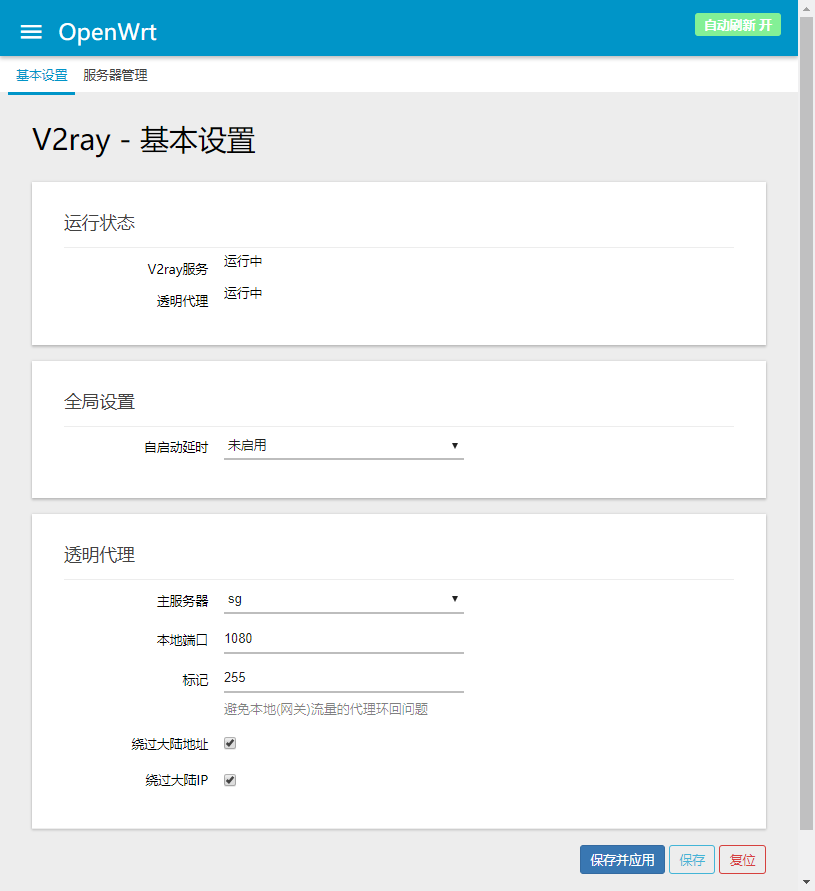 OpenWrt
自动刷新 开
基本设置 服务器管理
V2ray - 基本设置
运行状态
V2ray服务 运行中
透明代理 运行中
全局设置
自启动延时 未启用
透明代理
主服务器 sg
本地端口 1080
标记 255
避免本地(网关)流量的代理环回问题
绕过大陆地址
绕过大陆IP
保存并应用 保存 复位